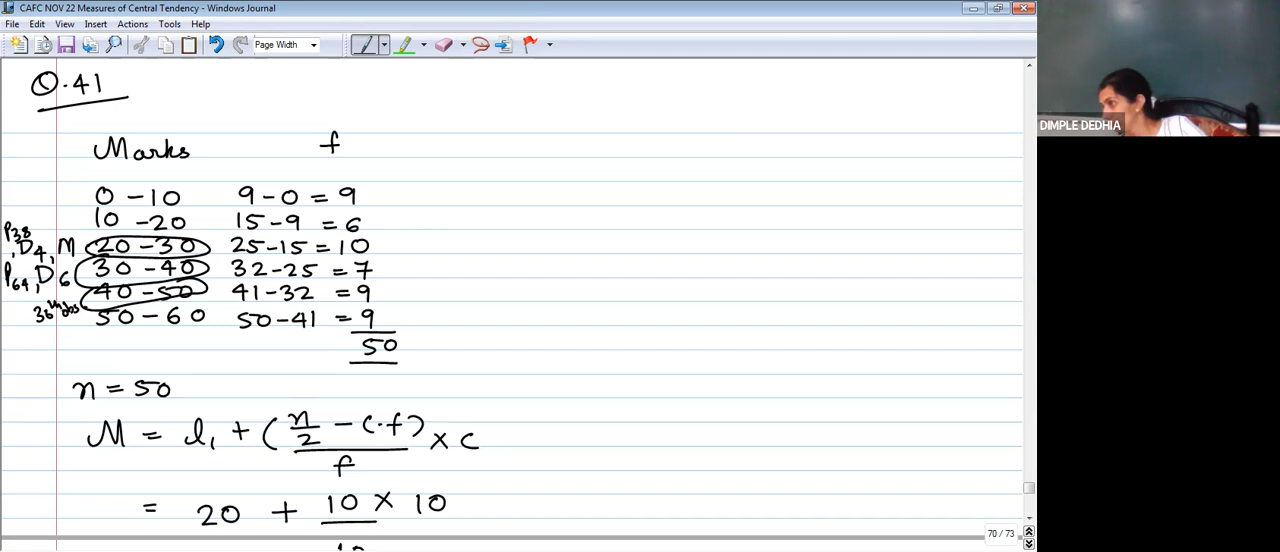 CAFC NOV 22 Measures of Central Tendency - Windows Journal
File Edit View Insert Actions Tools Help
Page Width
DIMPLE DEDHIA
Q.41
Marks f
0 - 10 9 - 0 = 9
10 - 20 15 - 9 = 6
P38, D4, M 20 - 30 25 - 15 = 10
P64, D6 30 - 40 32 - 25 = 7
40 - 50 41 - 32 = 9
50 - 60 50 - 41 = 9
50
n = 50
M = l₁ + (n/2 - c.f) / f × c
= 20 + 10 × 10
10
70 / 73